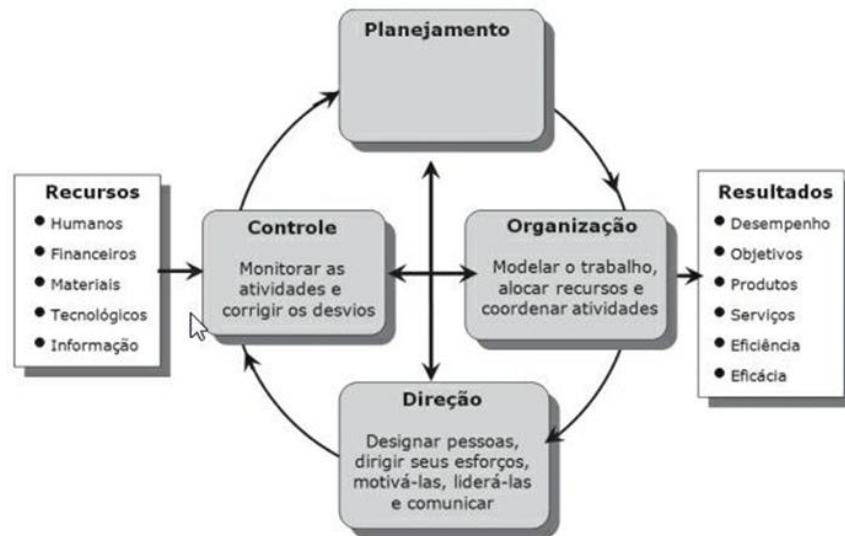 Planejamento
Recursos
● Humanos
● Financeiros
● Materiais
● Tecnológicos
● Informação
Controle
Monitorar as
atividades e
corrigir os desvios
Organização
Modelar o trabalho,
alocar recursos e
coordenar atividades
Resultados
● Desempenho
● Objetivos
● Produtos
● Serviços
● Eficiência
● Eficácia
Direção
Designar pessoas,
dirigir seus esforços,
motivá-las, liderá-las
e comunicar